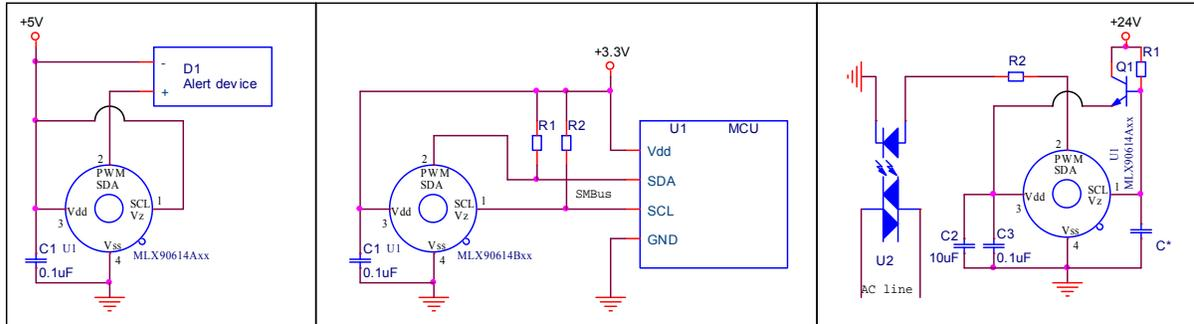 +5V
-
D1
Alert device
+
2
PWM
SDA
SCL
Vz
1
Vdd
3
Vss
4
C1
U1
0.1uF
MLX90614Axx
+3.3V
R1
R2
U1
MCU
Vdd
SDA
SCL
GND
SMBus
2
PWM
SDA
SCL
Vz
1
Vdd
3
Vss
4
C1
U1
0.1uF
MLX90614Bxx
+24V
R1
Q1
R2
U1
MLX90614Axx
2
PWM
SDA
SCL
Vz
1
Vdd
3
Vss
4
C2
10uF
C3
0.1uF
C*
U2
AC line